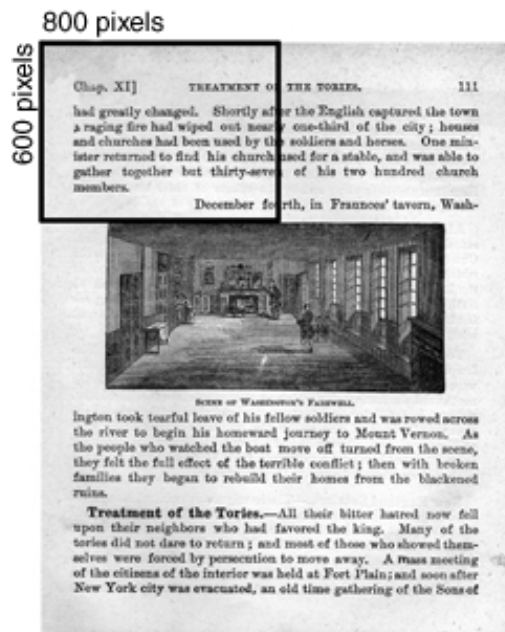 800 pixels
600 pixels
Chap. XI] TREATMENT OF THE TORIES. 111
had greatly changed. Shortly after the English captured the town
a raging fire had wiped out nearly one-third of the city; houses
and churches had been used by the soldiers and horses. One min-
ister returned to find his church used for a stable, and was able to
gather together but thirty-seven of his two hundred church
members.
December fourth, in Fraunces' tavern, Wash-
SCENE OF WASHINGTON'S FAREWELL.
ington took tearful leave of his fellow soldiers and was rowed across
the river to begin his homeward journey to Mount Vernon. As
the people who watched the boat move off turned from the scene,
they felt the full effect of the terrible conflict; then with broken
families they began to rebuild their homes from the blackened
ruins.
Treatment of the Tories.—All their bitter hatred now fell
upon their neighbors who had favored the king. Many of the
tories did not dare to return; and most of those who showed them-
selves were forced by persecution to move away. A mass meeting
of the citizens of the interior was held at Fort Plain; and soon after
New York city was evacuated, an old time gathering of the Sons of